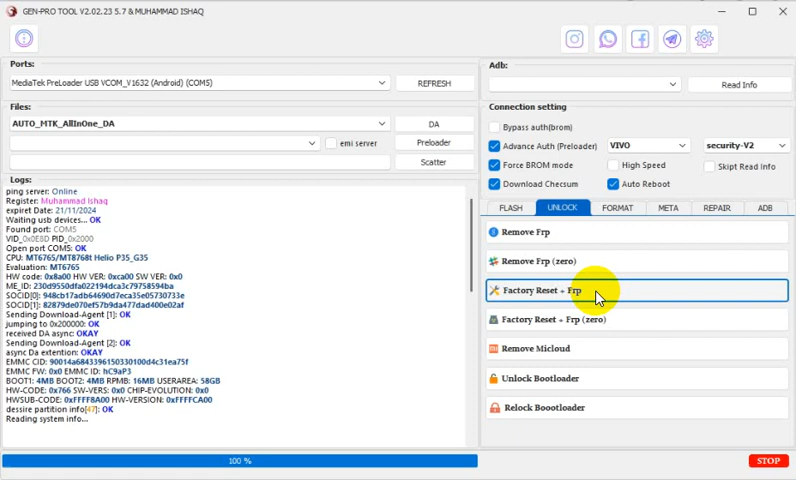 GEN-PRO TOOL V2.02.23 5.7 & MUHAMMAD ISHAQ
Ports:
MediaTek PreLoader USB VCOM_V1632 (Android) (COM5)
REFRESH
Files:
AUTO_MTK_AllInOne_DA
DA
emi server
Preloader
Scatter
Logs:
ping server: Online
Register: Muhammad Ishaq
expiret Date: 21/11/2024
Waiting usb devices... OK
Found port: COM5
VID_0x0E8D PID_0x2000
Open port COM5: OK
CPU: MT6765/MT8768t Helio P35_G35
Evaluation: MT6765
HW code: 0x8a00 HW VER: 0xca00 SW VER: 0x0
ME_ID: 230d9550dfa22194dca3c79758594ba
SOCID[0]: 948cb17adb64690d7eca35e05730733e
SOCID[1]: 82879de070ef57b9da477dad400e02af
Sending Download-Agent [1]: OK
jumping to 0x200000: OK
received DA async: OKAY
Sending Download-Agent [2]: OK
async Da extention: OKAY
EMMC CID: 90014a6843396150330100d4c31ea75f
EMMC FW: 0x0 EMMC ID: hC9aP3
BOOT1: 4MB BOOT2: 4MB RPMB: 16MB USERAREA: 58GB
HW-CODE: 0x766 SW-VERS: 0x0 CHIP-EVOLUTION: 0x0
HWSUB-CODE: 0xFFFF8A00 HW-VERSION: 0xFFFFCA00
dessire partition info[47]: OK
Reading system info...
100 %
Adb:
Read Info
Connection setting
Bypass auth(brom)
Advance Auth (Preloader)
VIVO
security-V2
Force BROM mode
High Speed
Skipt Read Info
Download Checsum
Auto Reboot
FLASH UNLOCK FORMAT META REPAIR ADB
Remove Frp
Remove Frp (zero)
Factory Reset + Frp
Factory Reset + Frp (zero)
Remove Micloud
Unlock Bootloader
Relock Boootloader
STOP